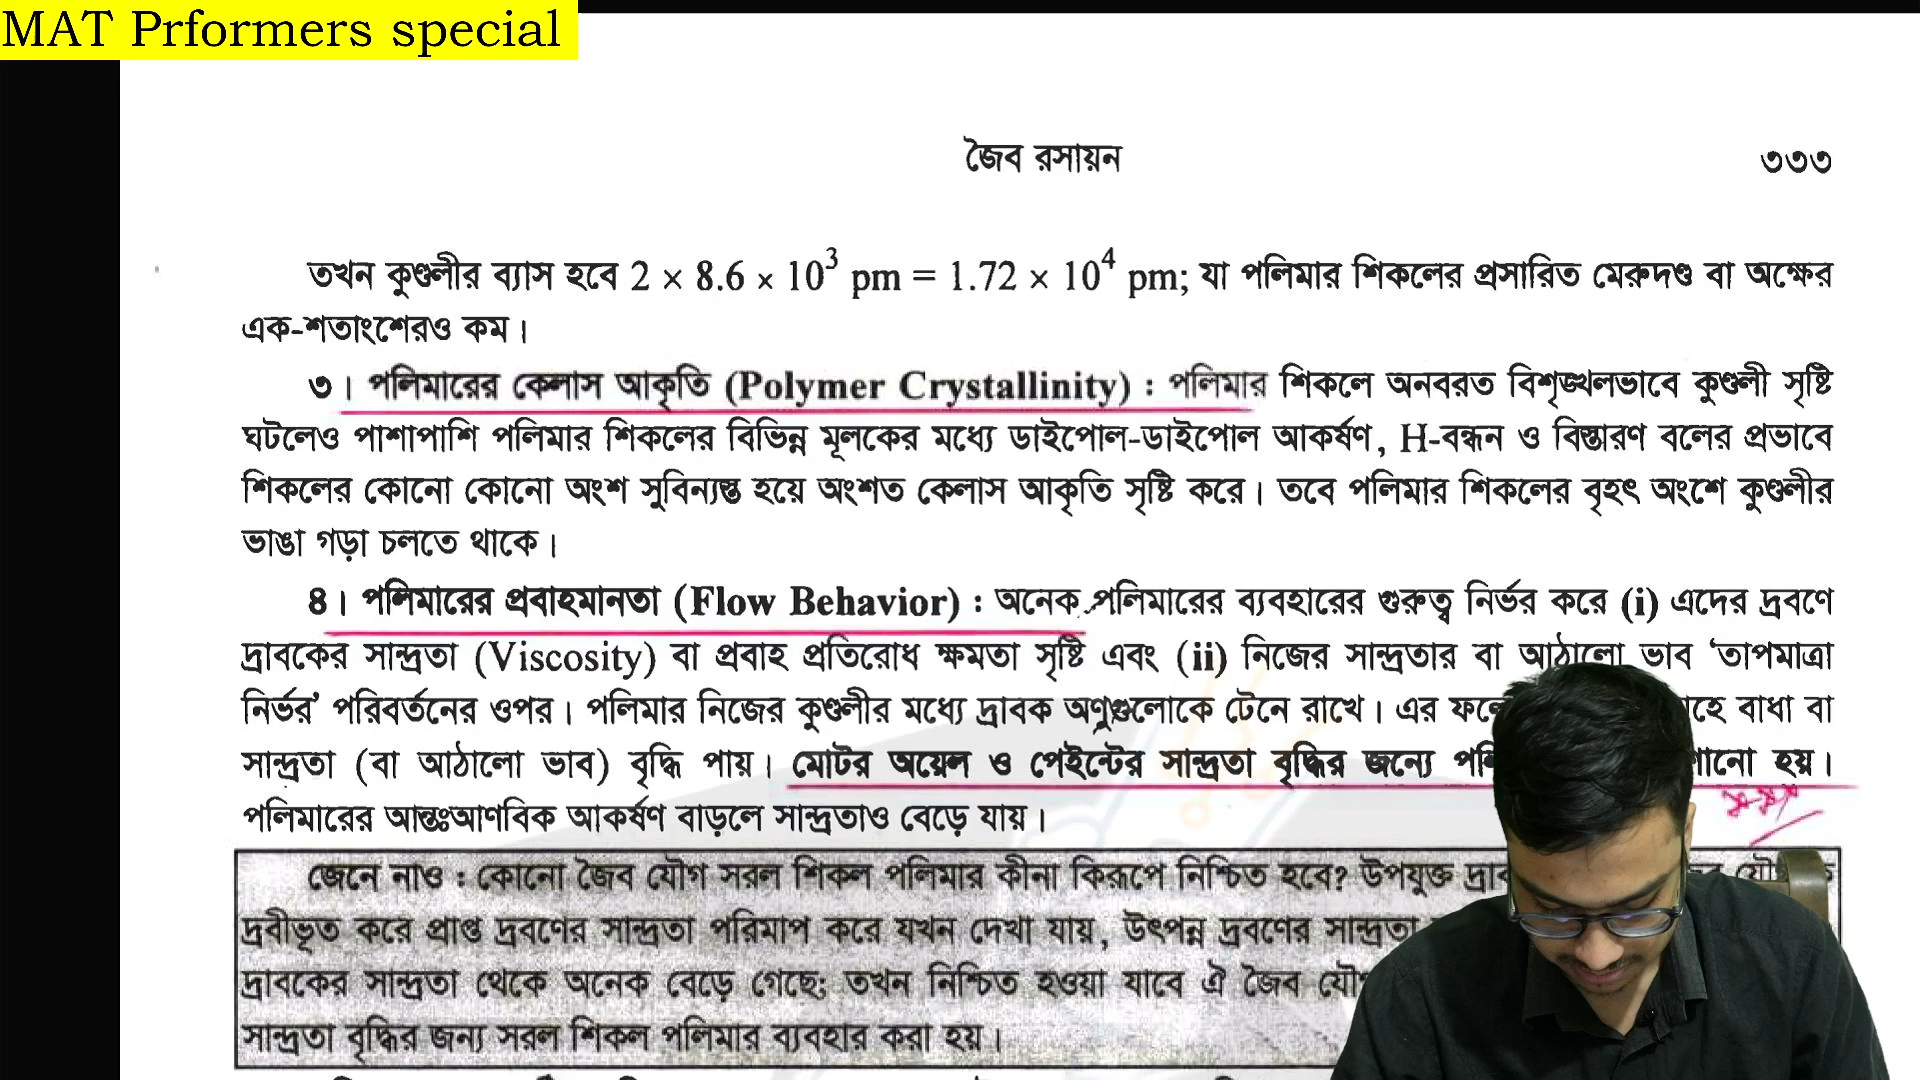 MAT Prformers special
জৈব রসায়ন
৩৩৩
তখন কুণ্ডলীর ব্যাস হবে 2 × 8.6 × 10³ pm = 1.72 × 10⁴ pm; যা পলিমার শিকলের প্রসারিত মেরুদণ্ড বা অক্ষের
এক-শতাংশেরও কম।
৩। পলিমারের কেলাস আকৃতি (Polymer Crystallinity) : পলিমার শিকলে অনবরত বিশৃঙ্খলভাবে কুণ্ডলী সৃষ্টি
ঘটলেও পাশাপাশি পলিমার শিকলের বিভিন্ন মূলকের মধ্যে ডাইপোল-ডাইপোল আকর্ষণ, H-বন্ধন ও বিস্তারণ বলের প্রভাবে
শিকলের কোনো কোনো অংশ সুবিন্যস্ত হয়ে অংশত কেলাস আকৃতি সৃষ্টি করে। তবে পলিমার শিকলের বৃহৎ অংশে কুণ্ডলীর
ভাঙা গড়া চলতে থাকে।
৪। পলিমারের প্রবাহমানতা (Flow Behavior) : অনেক পলিমারের ব্যবহারের গুরুত্ব নির্ভর করে (i) এদের দ্রবণে
দ্রাবকের সান্দ্রতা (Viscosity) বা প্রবাহ প্রতিরোধ ক্ষমতা সৃষ্টি এবং (ii) নিজের সান্দ্রতার বা আঠালো ভাব ‘তাপমাত্রা
নির্ভর’ পরিবর্তনের ওপর। পলিমার নিজের কুণ্ডলীর মধ্যে দ্রাবক অণুগুলোকে টেনে রাখে। এর ফলে বাধা বা
সান্দ্রতা (বা আঠালো ভাব) বৃদ্ধি পায়। মোটর অয়েল ও পেইন্টের সান্দ্রতা বৃদ্ধির জন্যে হয়।
পলিমারের আন্তঃআণবিক আকর্ষণ বাড়লে সান্দ্রতাও বেড়ে যায়।
জেনে নাও : কোনো জৈব যৌগ সরল শিকল পলিমার কীনা কিরূপে নিশ্চিত হবে? উপযুক্ত
দ্রবীভূত করে প্রাপ্ত দ্রবণের সান্দ্রতা পরিমাপ করে যখন দেখা যায়, উৎপন্ন দ্রবণের সান্দ্রতা
দ্রাবকের সান্দ্রতা থেকে অনেক বেড়ে গেছে; তখন নিশ্চিত হওয়া যাবে ঐ জৈব
সান্দ্রতা বৃদ্ধির জন্য সরল শিকল পলিমার ব্যবহার করা হয়।